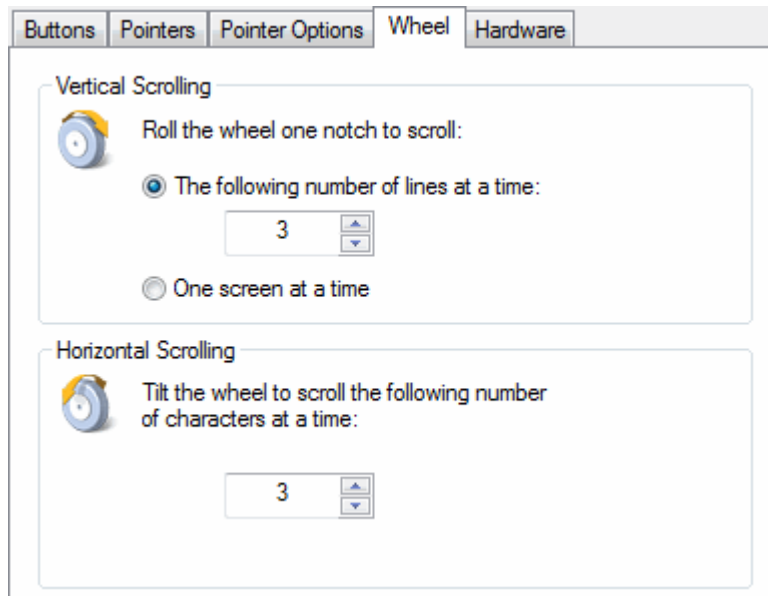 Buttons Pointers Pointer Options Wheel Hardware
Vertical Scrolling
Roll the wheel one notch to scroll:
The following number of lines at a time:
3
One screen at a time
Horizontal Scrolling
Tilt the wheel to scroll the following number
of characters at a time:
3